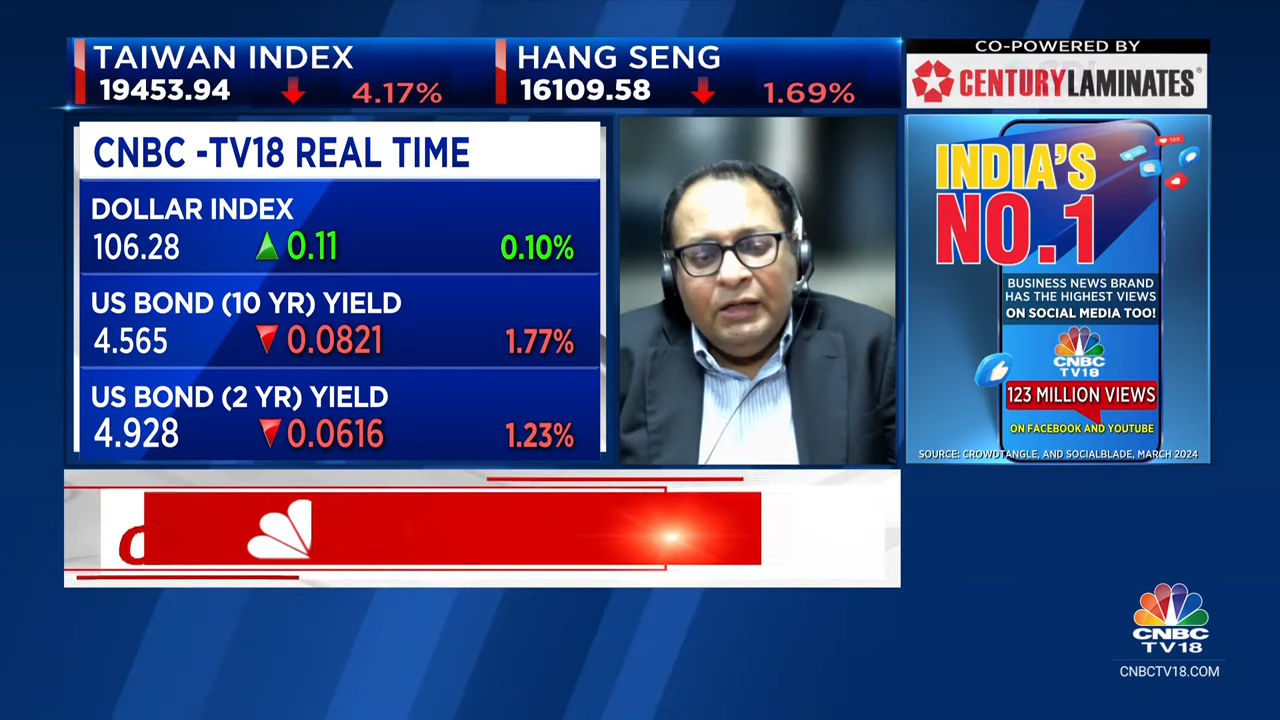 TAIWAN INDEX
19453.94 4.17%
HANG SENG
16109.58 1.69%
CO-POWERED BY
CENTURYLAMINATES®
CNBC -TV18 REAL TIME
DOLLAR INDEX
106.28 0.11 0.10%
US BOND (10 YR) YIELD
4.565 0.0821 1.77%
US BOND (2 YR) YIELD
4.928 0.0616 1.23%
INDIA'S
NO.1
BUSINESS NEWS BRAND
HAS THE HIGHEST VIEWS
ON SOCIAL MEDIA TOO!
CNBC
TV18
123 MILLION VIEWS
ON FACEBOOK AND YOUTUBE
SOURCE: CROWDTANGLE, AND SOCIALBLADE, MARCH 2024
CNBC
TV18
CNBCTV18.COM